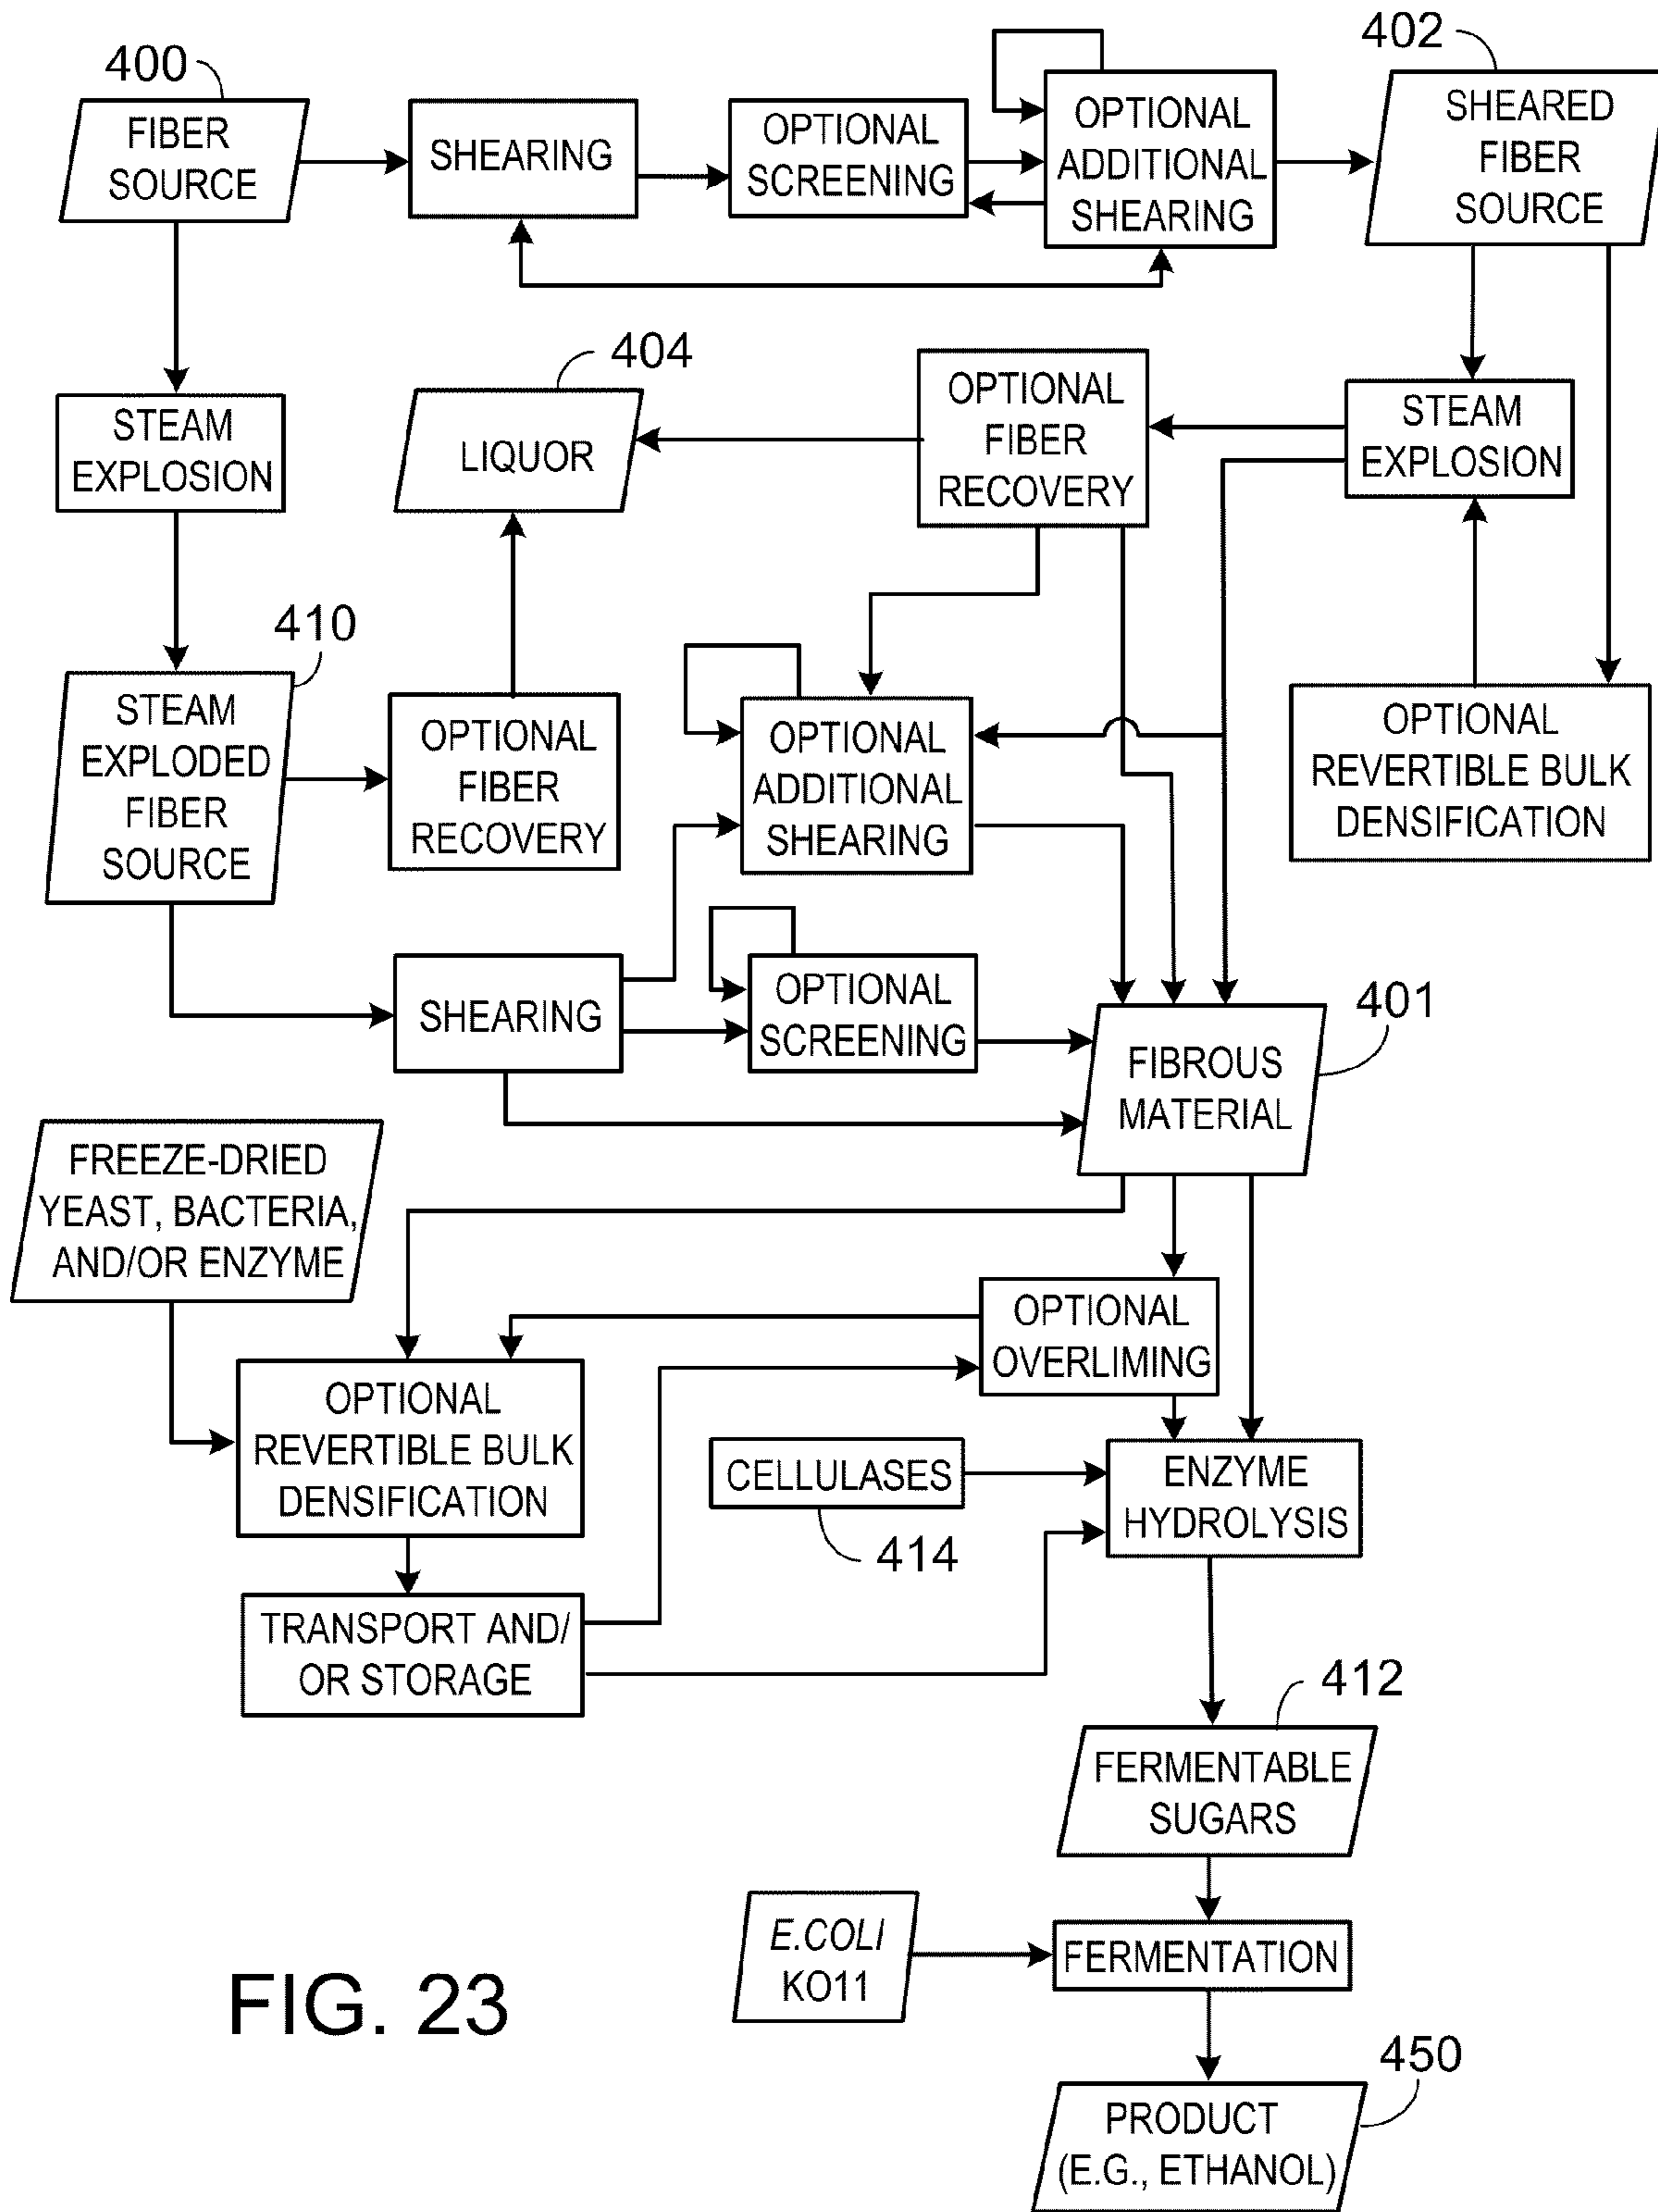 400
FIBER
SOURCE
SHEARING
OPTIONAL
SCREENING
OPTIONAL
ADDITIONAL
SHEARING
402
SHEARED
FIBER
SOURCE
STEAM
EXPLOSION
404
LIQUOR
OPTIONAL
FIBER
RECOVERY
STEAM
EXPLOSION
410
STEAM
EXPLODED
FIBER
SOURCE
OPTIONAL
FIBER
RECOVERY
OPTIONAL
ADDITIONAL
SHEARING
OPTIONAL
REVERTIBLE BULK
DENSIFICATION
SHEARING
OPTIONAL
SCREENING
401
FIBROUS
MATERIAL
FREEZE-DRIED
YEAST, BACTERIA,
AND/OR ENZYME
OPTIONAL
OVERLIMING
OPTIONAL
REVERTIBLE BULK
DENSIFICATION
CELLULASES
414
ENZYME
HYDROLYSIS
TRANSPORT AND/
OR STORAGE
412
FERMENTABLE
SUGARS
E.COLI
KO11
FERMENTATION
450
PRODUCT
(E.G., ETHANOL)
FIG. 23